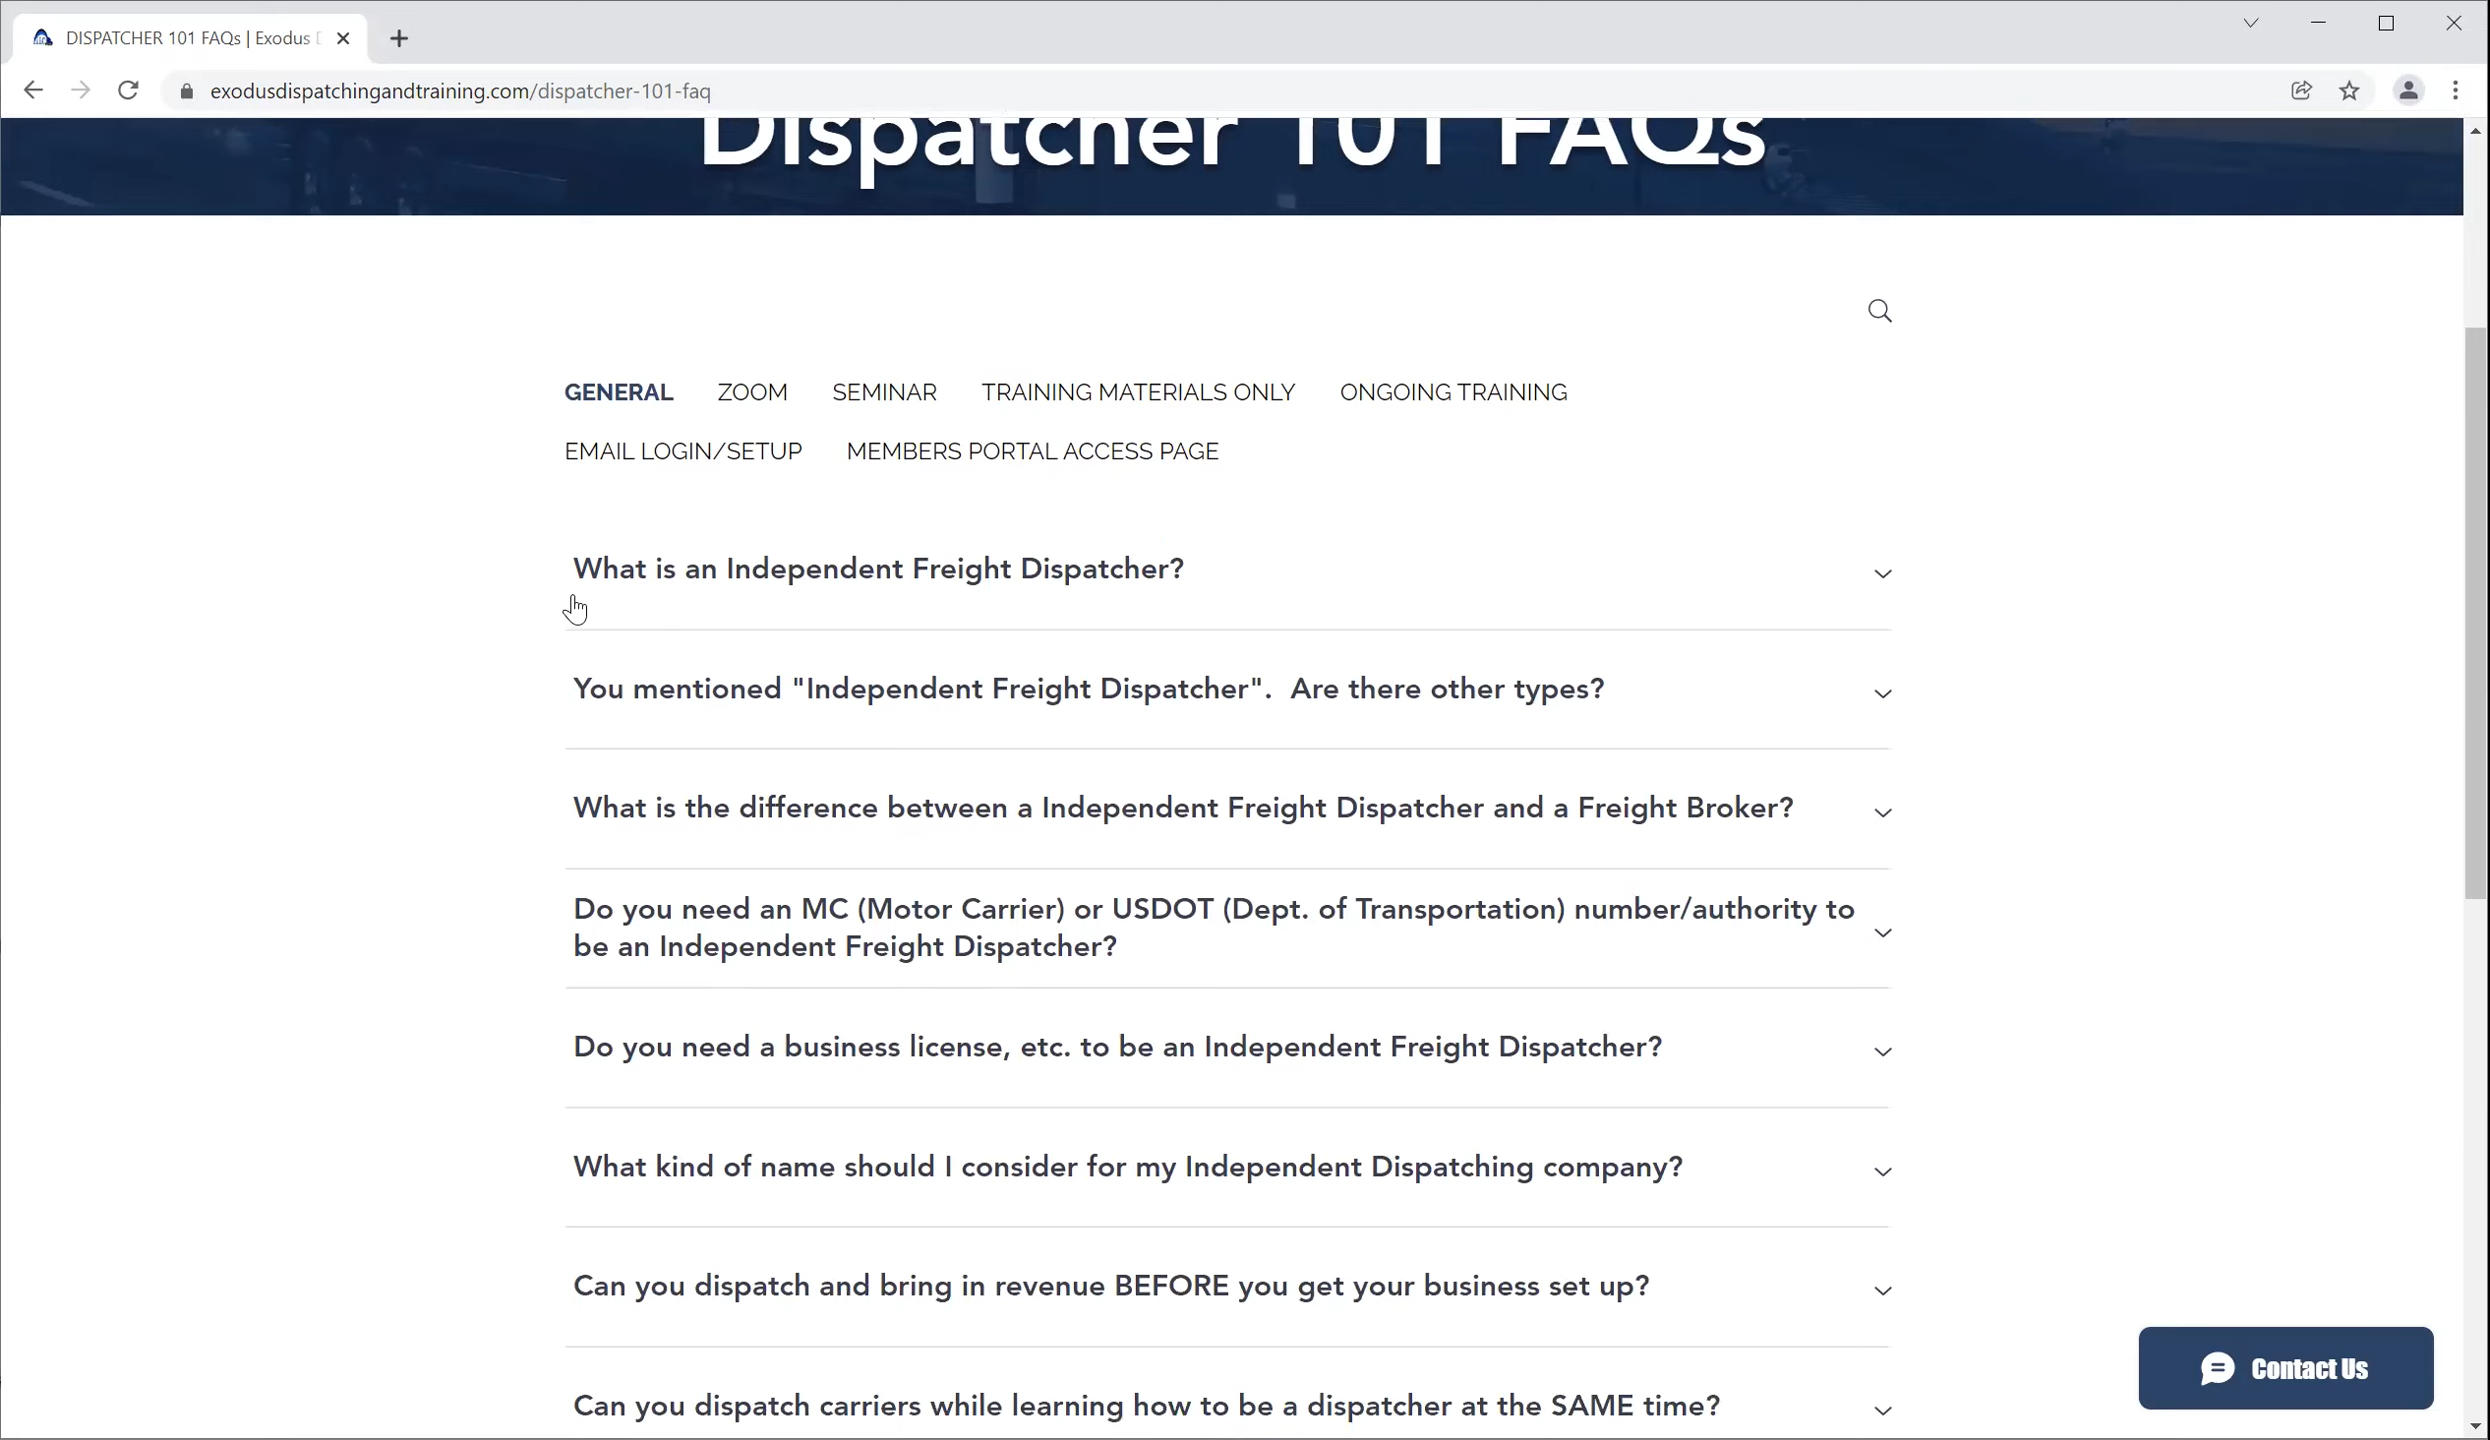 DISPATCHER 101 FAQs | Exodus
exodusdispatchingandtraining.com/dispatcher-101-faq
Dispatcher 101 FAQs
GENERAL ZOOM SEMINAR TRAINING MATERIALS ONLY ONGOING TRAINING
EMAIL LOGIN/SETUP MEMBERS PORTAL ACCESS PAGE
What is an Independent Freight Dispatcher?
You mentioned "Independent Freight Dispatcher".  Are there other types?
What is the difference between a Independent Freight Dispatcher and a Freight Broker?
Do you need an MC (Motor Carrier) or USDOT (Dept. of Transportation) number/authority to
be an Independent Freight Dispatcher?
Do you need a business license, etc. to be an Independent Freight Dispatcher?
What kind of name should I consider for my Independent Dispatching company?
Can you dispatch and bring in revenue BEFORE you get your business set up?
Contact Us
Can you dispatch carriers while learning how to be a dispatcher at the SAME time?